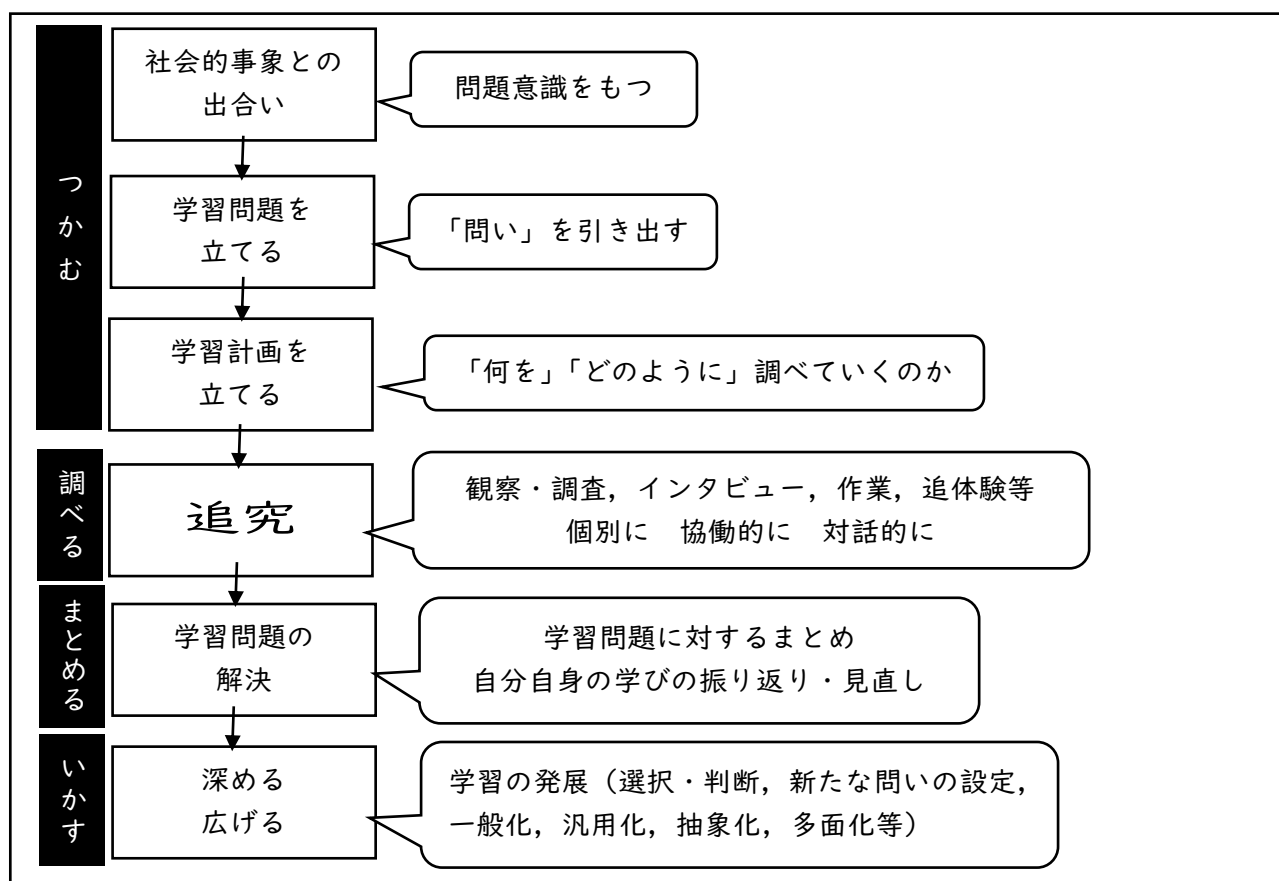 つかむ
社会的事象との
出合い
問題意識をもつ
学習問題を
立てる
「問い」を引き出す
学習計画を
立てる
「何を」「どのように」調べていくのか
調べる
追究
観察・調査，インタビュー，作業，追体験等
個別に　協働的に　対話的に
まとめる
学習問題の
解決
学習問題に対するまとめ
自分自身の学びの振り返り・見直し
いかす
深める
広げる
学習の発展（選択・判断，新たな問いの設定，
一般化，汎用化，抽象化，多面化等）